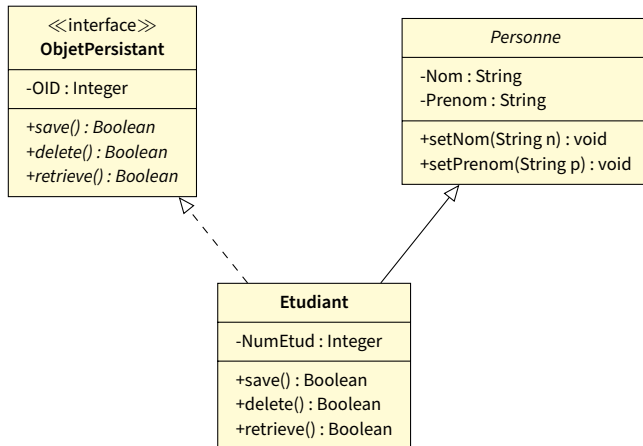 ≪interface≫
ObjetPersistant
-OID : Integer
+save() : Boolean
+delete() : Boolean
+retrieve() : Boolean
Personne
-Nom : String
-Prenom : String
+setNom(String n) : void
+setPrenom(String p) : void
Etudiant
-NumEtud : Integer
+save() : Boolean
+delete() : Boolean
+retrieve() : Boolean